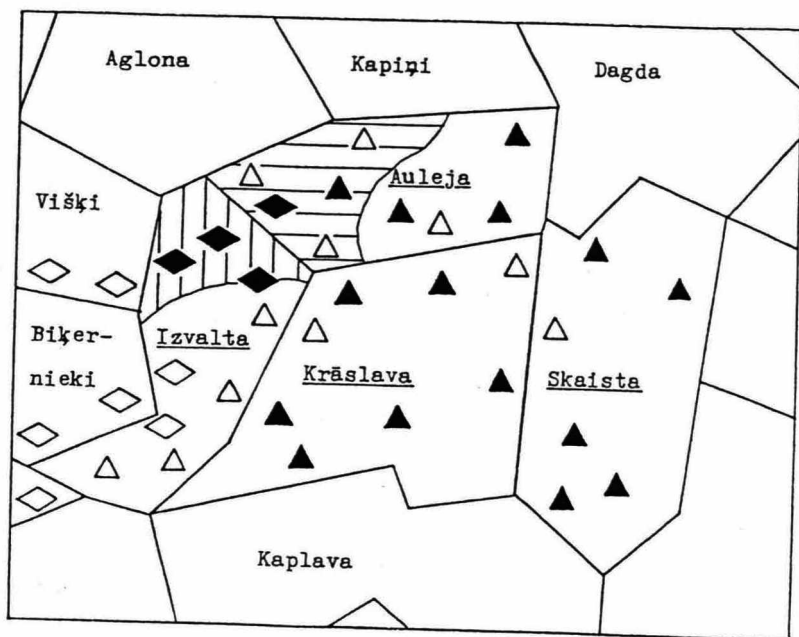 Aglona
Kapiņi
Dagda
Višķi
Auleja
Biķer-
nieki
Izvalta
Krāslava
Skaista
Kaplava